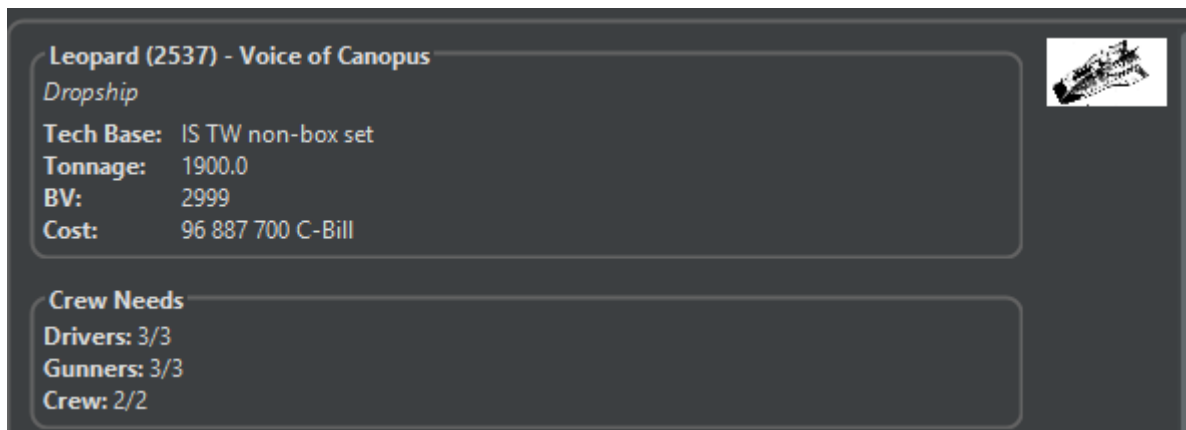 Leopard (2537) - Voice of Canopus
Dropship
Tech Base: IS TW non-box set
Tonnage: 1900.0
BV: 2999
Cost: 96 887 700 C-Bill
Crew Needs
Drivers: 3/3
Gunners: 3/3
Crew: 2/2